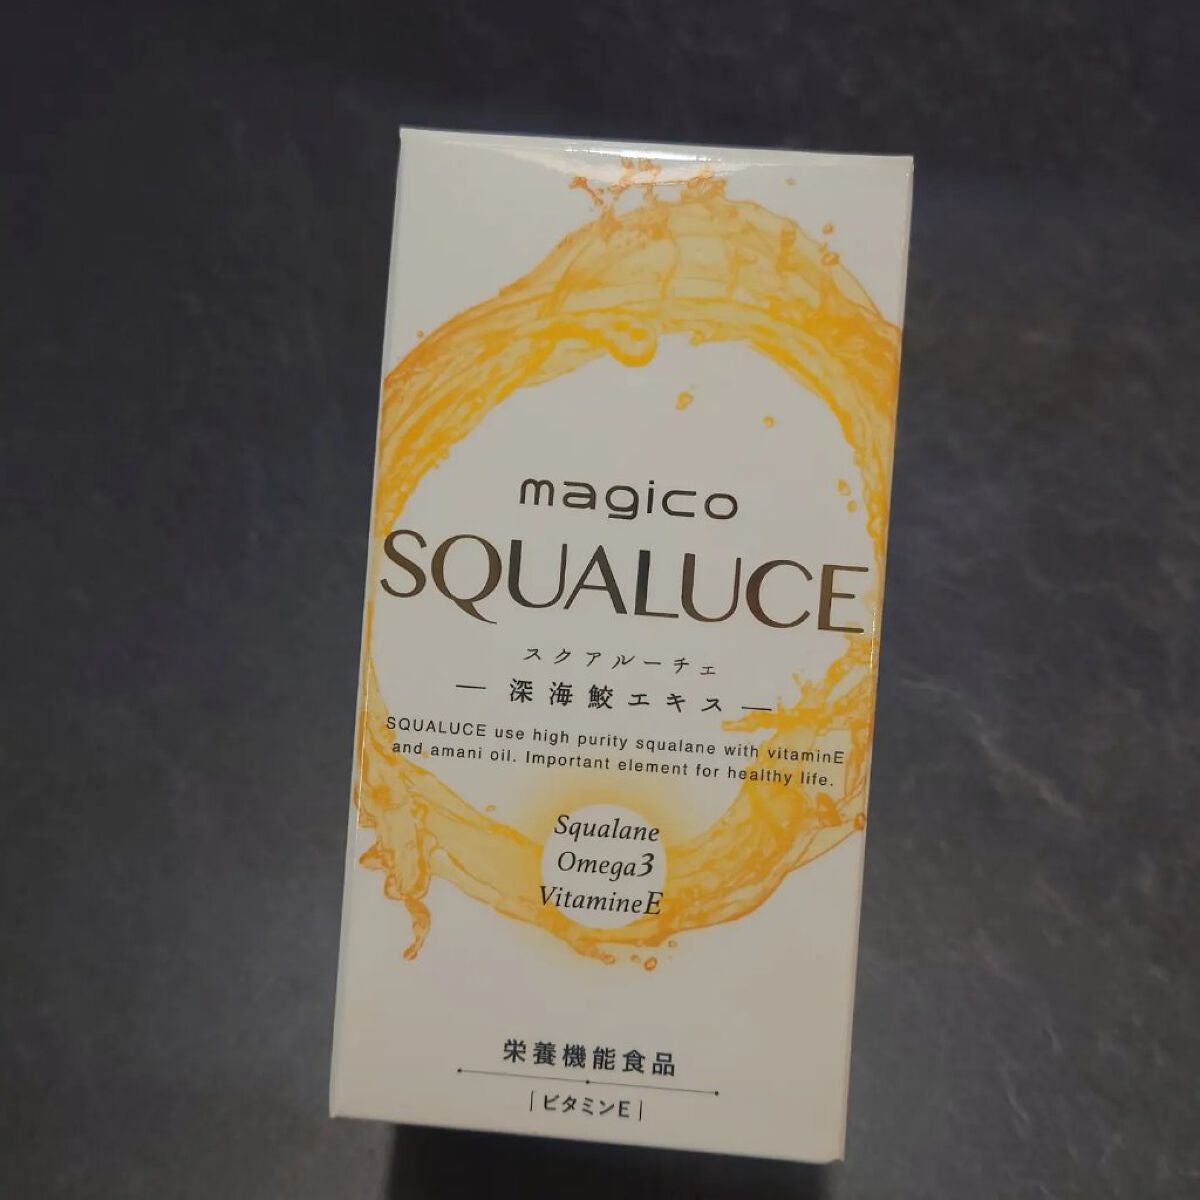 magico
SQUALUCE
スクアルーチェ
— 深海鮫エキス —
SQUALUCE use high purity squalane with vitaminE
and amani oil. Important element for healthy life.
Squalane
Omega3
VitamineE
栄養機能食品
| ビタミンE |